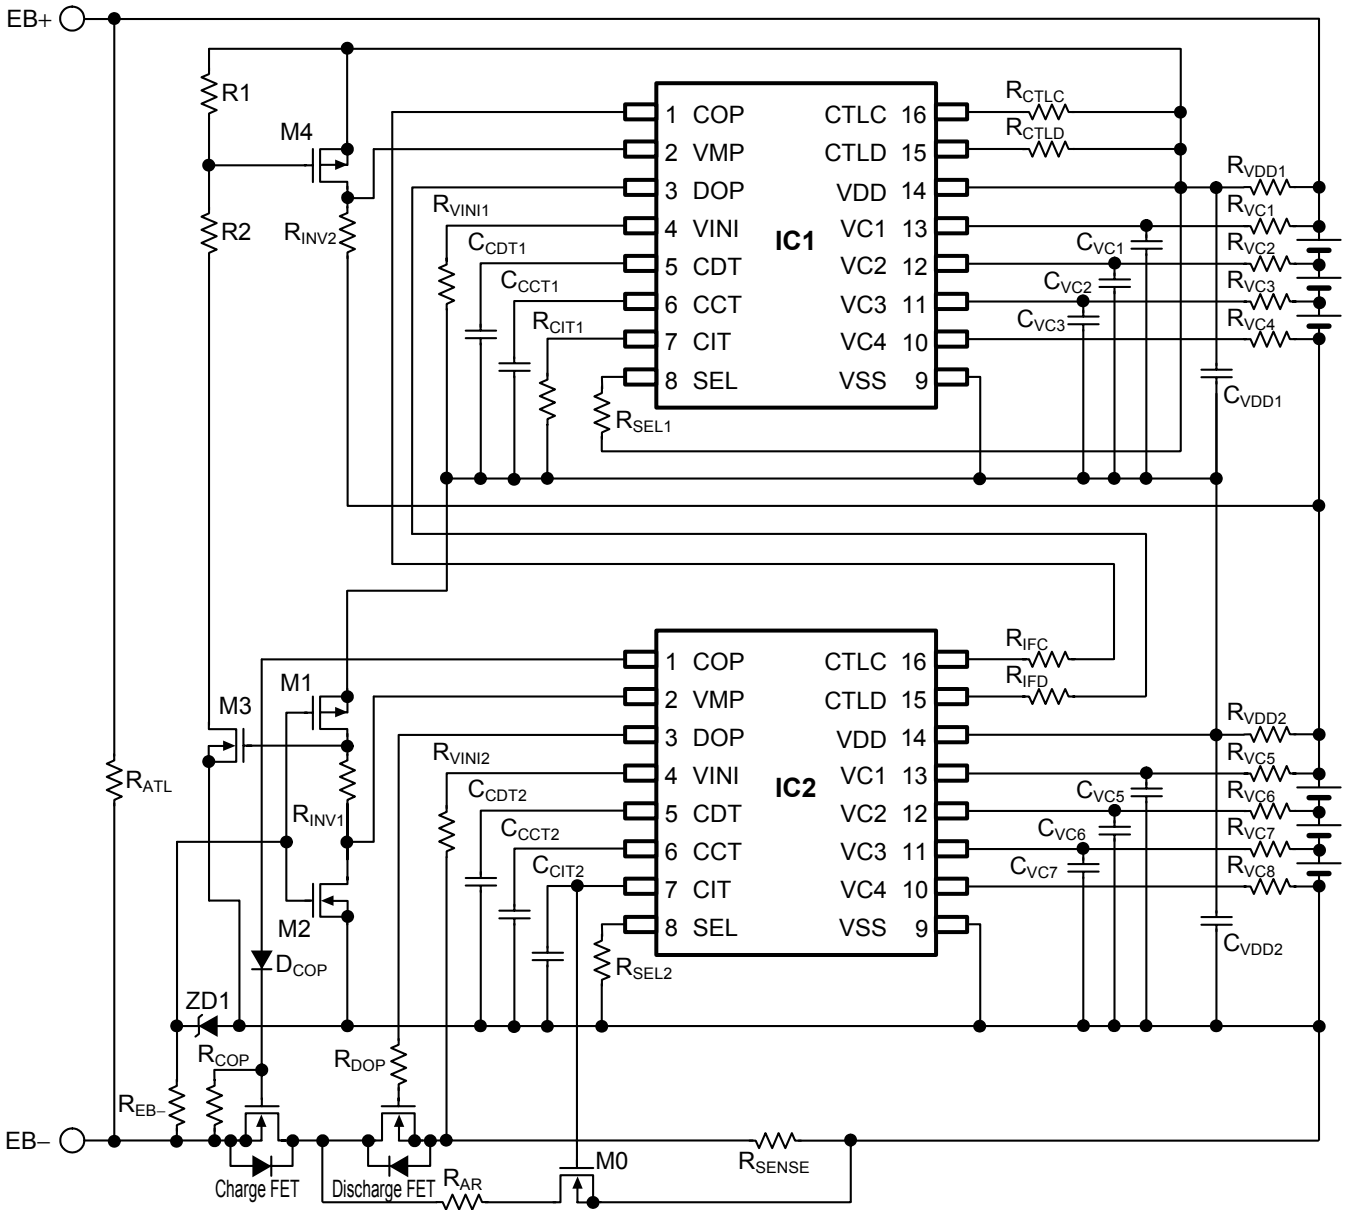 EB+
R1
M4
R2
RINV2
RVINI1
CCDT1
CCCT1
RCIT1
RSEL1
1 COP CTLC 16
2 VMP CTLD 15
3 DOP VDD 14
4 VINI VC1 13
5 CDT VC2 12
6 CCT VC3 11
7 CIT VC4 10
8 SEL VSS 9
IC1
RCTLC
RCTLD
RVDD1
RVC1
RVC2
RVC3
RVC4
CVC1
CVC2
CVC3
CVDD1
M1
M3
RATL
RINV1
M2
DCOP
ZD1
RCOP
REB−
RDOP
RVINI2
CCDT2
CCCT2
CCIT2
RSEL2
1 COP CTLC 16
2 VMP CTLD 15
3 DOP VDD 14
4 VINI VC1 13
5 CDT VC2 12
6 CCT VC3 11
7 CIT VC4 10
8 SEL VSS 9
IC2
RIFC
RIFD
RVDD2
RVC5
RVC6
RVC7
RVC8
CVC5
CVC6
CVC7
CVDD2
EB−
Charge FET
Discharge FET
RAR
M0
RSENSE